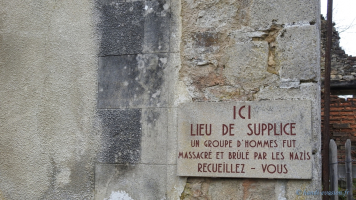 ICI
LIEU DE SUPPLICE
UN GROUPE D'HOMMES FUT
MASSACRÉ ET BRÛLÉ PAR LES NAZIS
RECUEILLEZ - VOUS